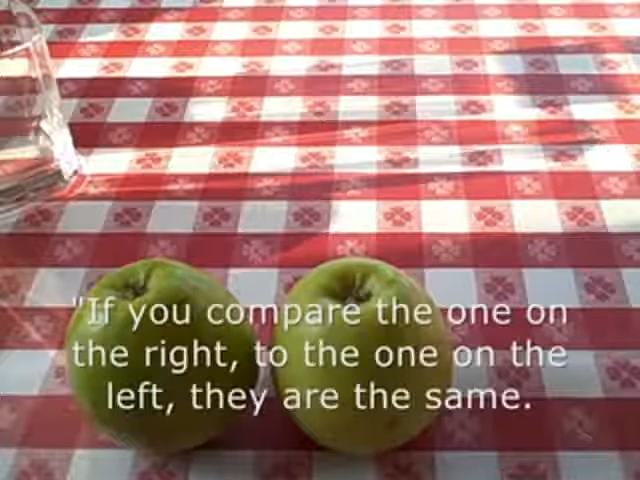 "If you compare the one on
the right, to the one on the
left, they are the same.